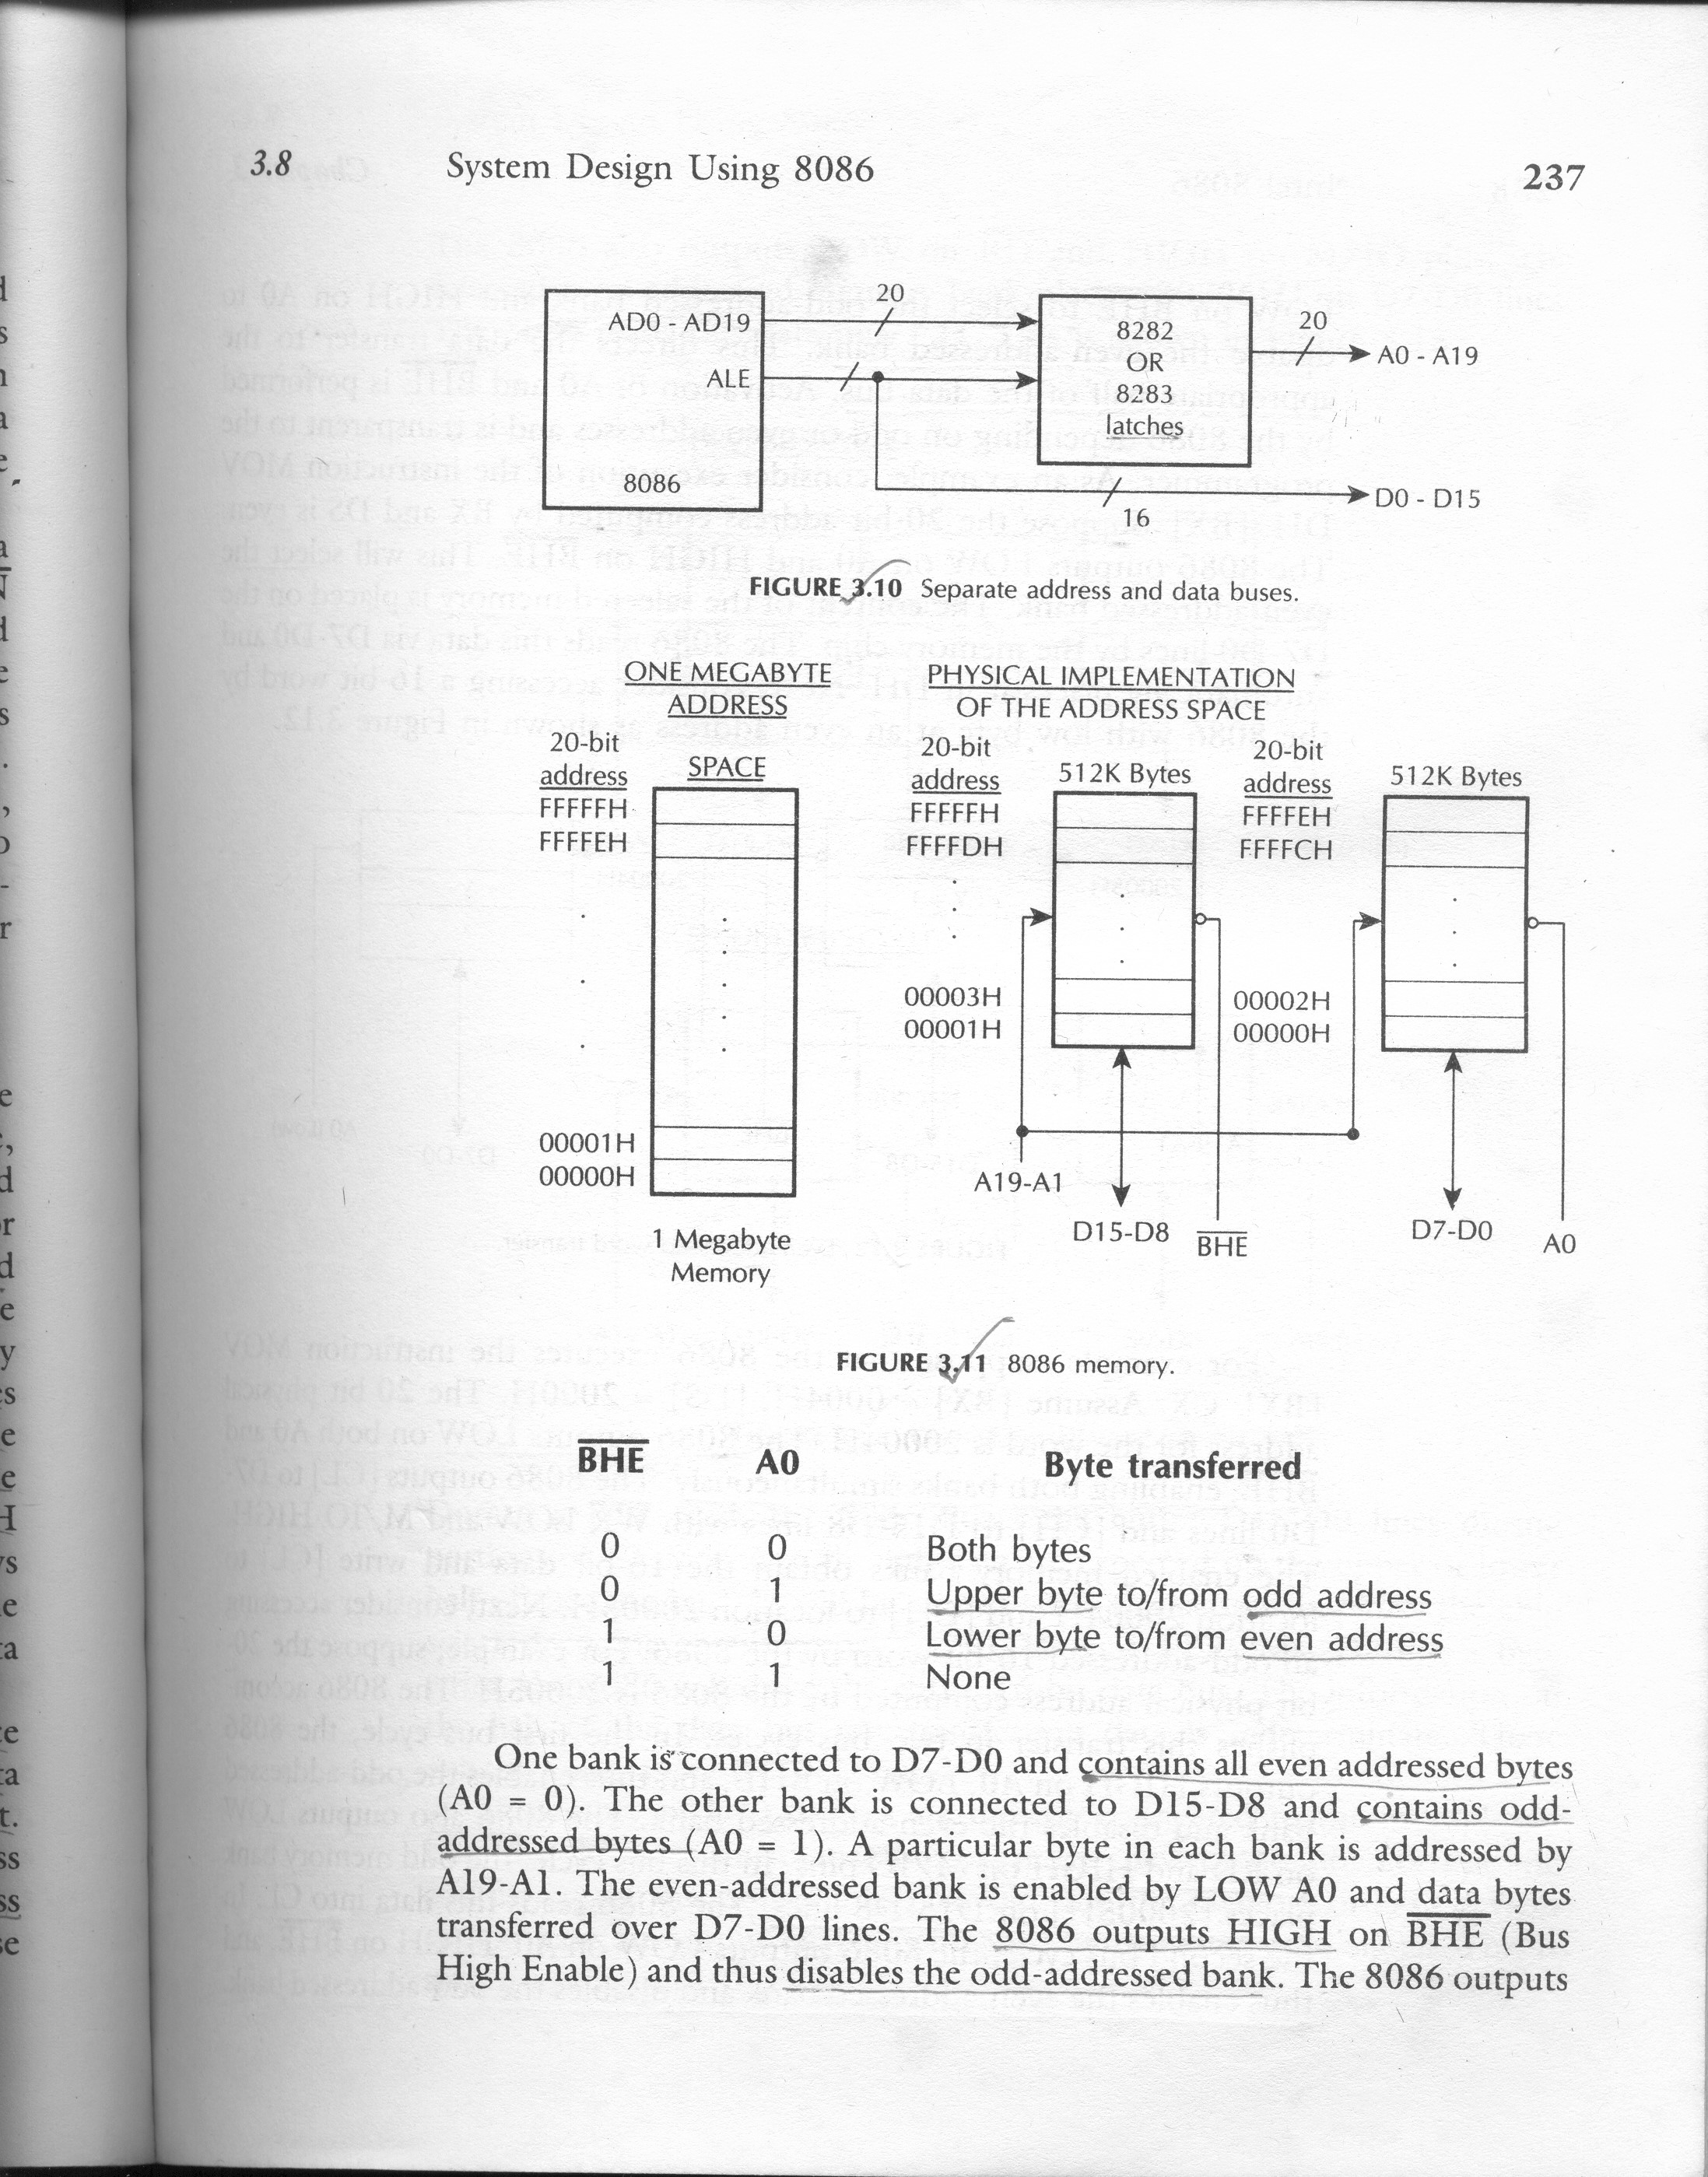 3.8 System Design Using 8086 237
20
AD0 - AD19
8282
20
OR
A0 - A19
ALE
8283
latches
8086
D0 - D15
16
FIGURE 3.10 Separate address and data buses.
ONE MEGABYTE
ADDRESS
SPACE
20-bit
address
FFFFFH
FFFFEH
00001H
00000H
1 Megabyte
Memory
PHYSICAL IMPLEMENTATION
OF THE ADDRESS SPACE
20-bit
address
512K Bytes
FFFFFH
FFFFDH
00003H
00001H
A19-A1
D15-D8
B̅H̅E̅
20-bit
address
512K Bytes
FFFFEH
FFFFCH
00002H
00000H
D7-D0
A0
FIGURE 3.11 8086 memory.
B̅H̅E̅ A0 Byte transferred
0 0 Both bytes
0 1 Upper byte to/from odd address
1 0 Lower byte to/from even address
1 1 None
One bank is connected to D7-D0 and contains all even addressed bytes
(A0 = 0). The other bank is connected to D15-D8 and contains odd-
addressed bytes (A0 = 1). A particular byte in each bank is addressed by
A19-A1. The even-addressed bank is enabled by LOW A0 and data bytes
transferred over D7-D0 lines. The 8086 outputs HIGH on B̅H̅E̅ (Bus
High Enable) and thus disables the odd-addressed bank. The 8086 outputs